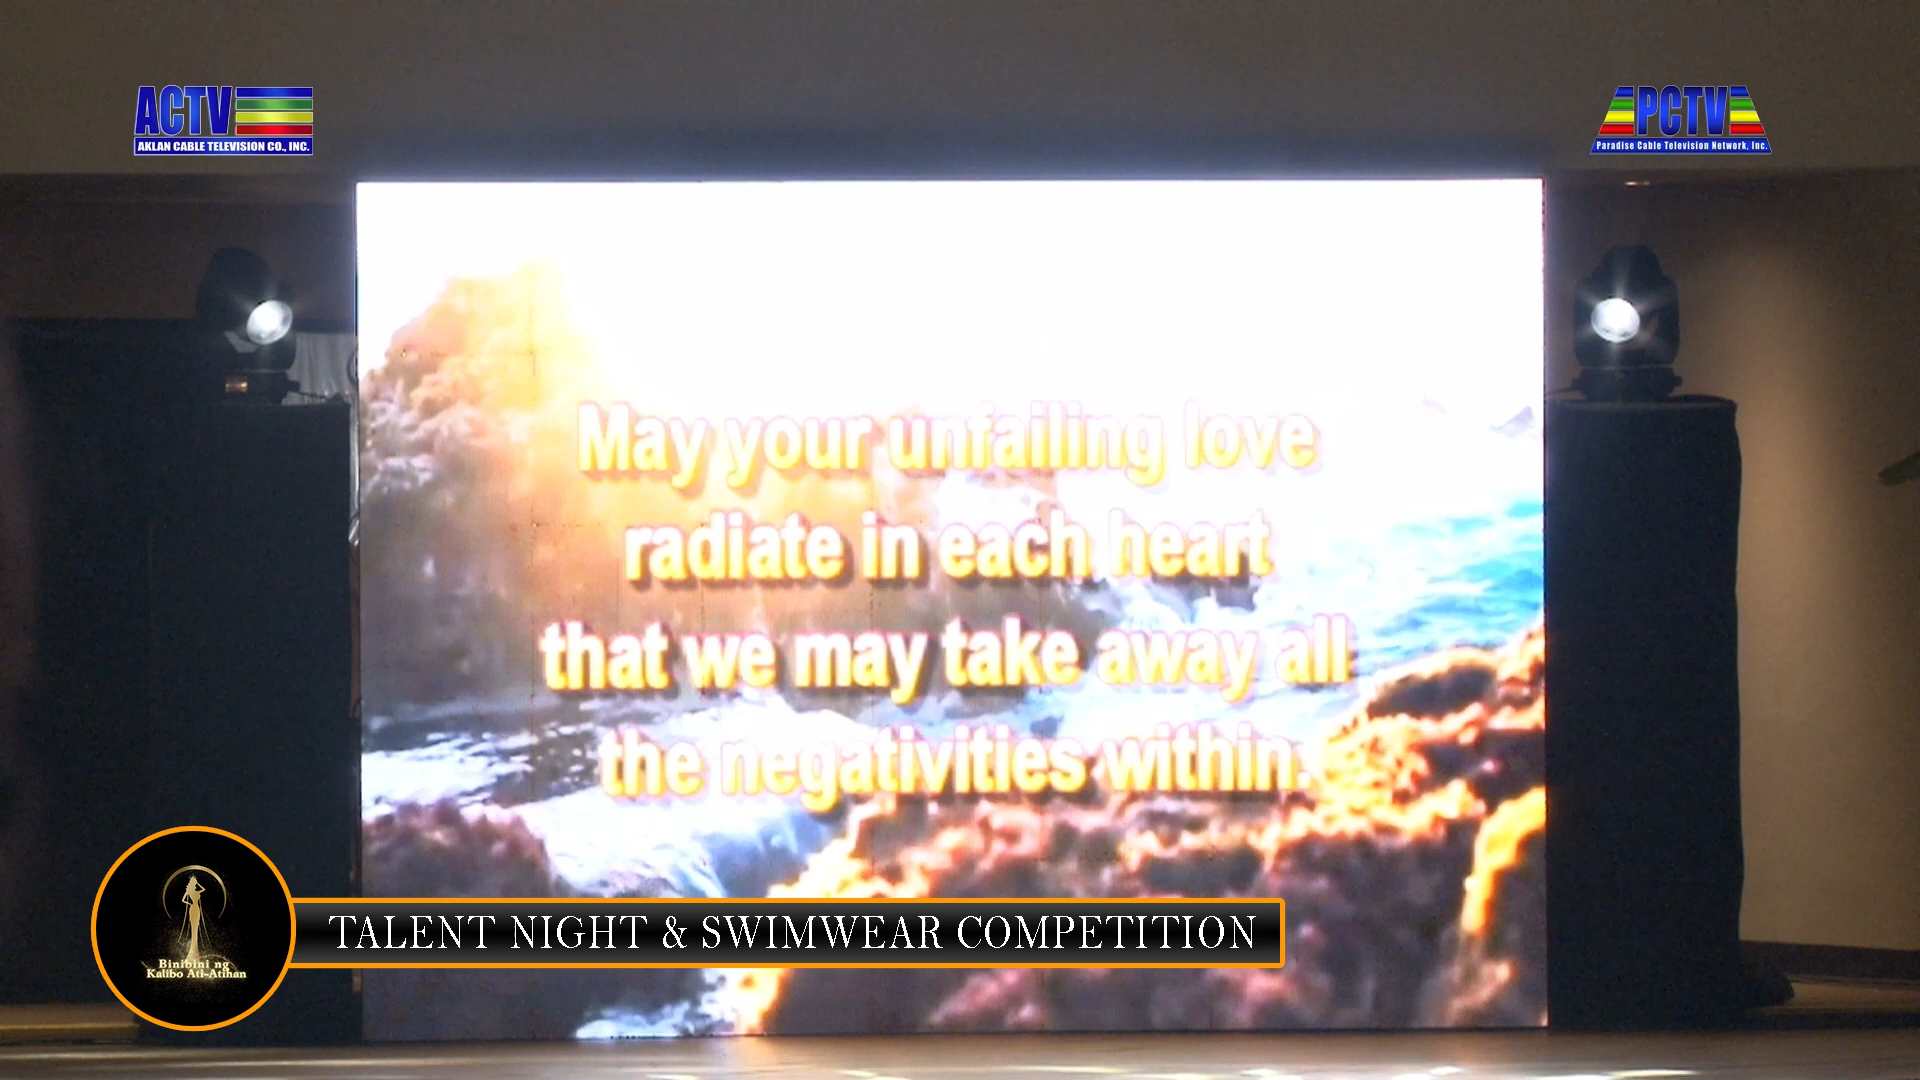 ACTV
AKLAN CABLE TELEVISION CO., INC.
PCTV
Paradise Cable Television Network, Inc.
May your unfailing love
radiate in each heart
that we may take away all
the negativities within.
Binibini ng
Kalibo Ati-Atihan
TALENT NIGHT & SWIMWEAR COMPETITION